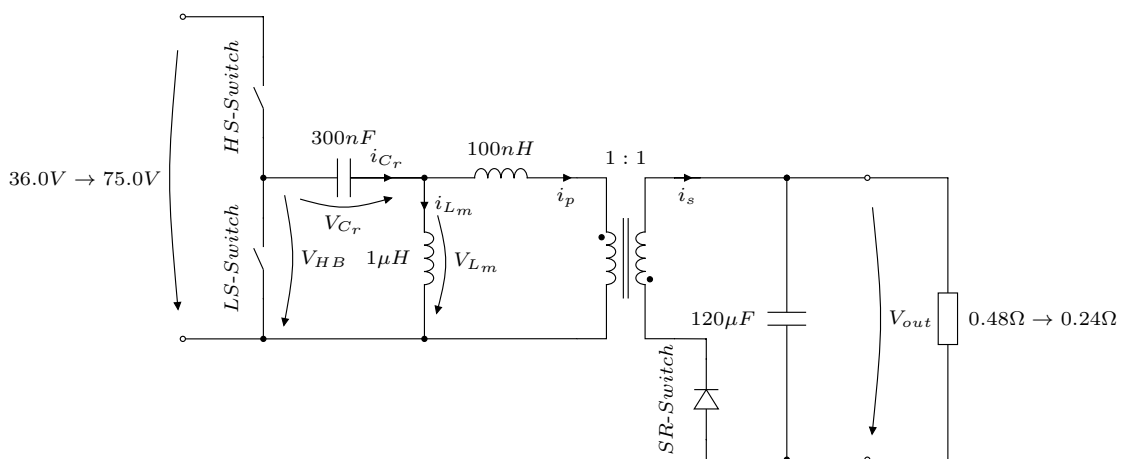 HS-Switch
300nF
i_{C_r}
100nH
1 : 1
36.0V → 75.0V
i_{L_m}
i_p
i_s
V_{C_r}
LS-Switch
V_{HB}
1μH
V_{L_m}
120μF
V_{out}
0.48Ω → 0.24Ω
SR-Switch